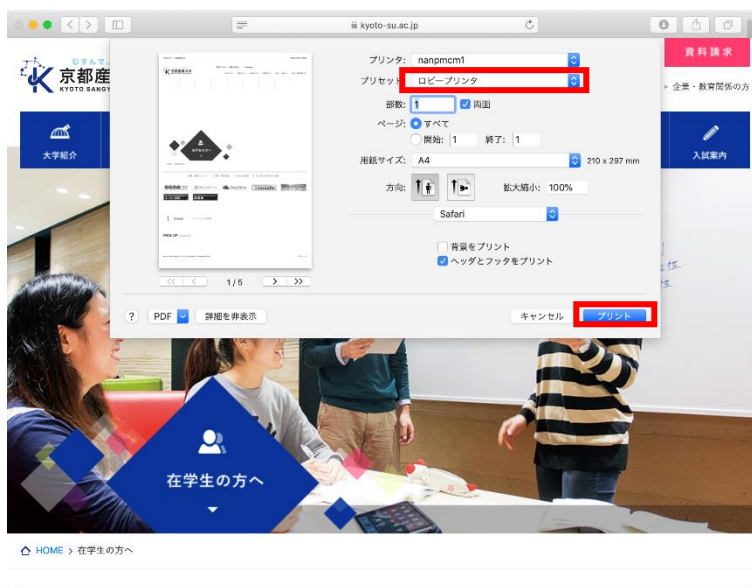 kyoto-su.ac.jp
むすんで、
京都産
KYOTO SANGY
資料請求
企業・教育関係の方
大学紹介
入試案内
プリンタ: nanpmcm1
プリセット: ロビープリンタ
部数: 1 両面
ページ: すべて
開始: 1 終了: 1
用紙サイズ: A4 210 x 297 mm
方向: 拡大縮小: 100%
Safari
背景をプリント
ヘッダとフッタをプリント
<< < 1/5 > >>
? PDF 詳細を非表示 キャンセル プリント
在学生の方へ
HOME > 在学生の方へ